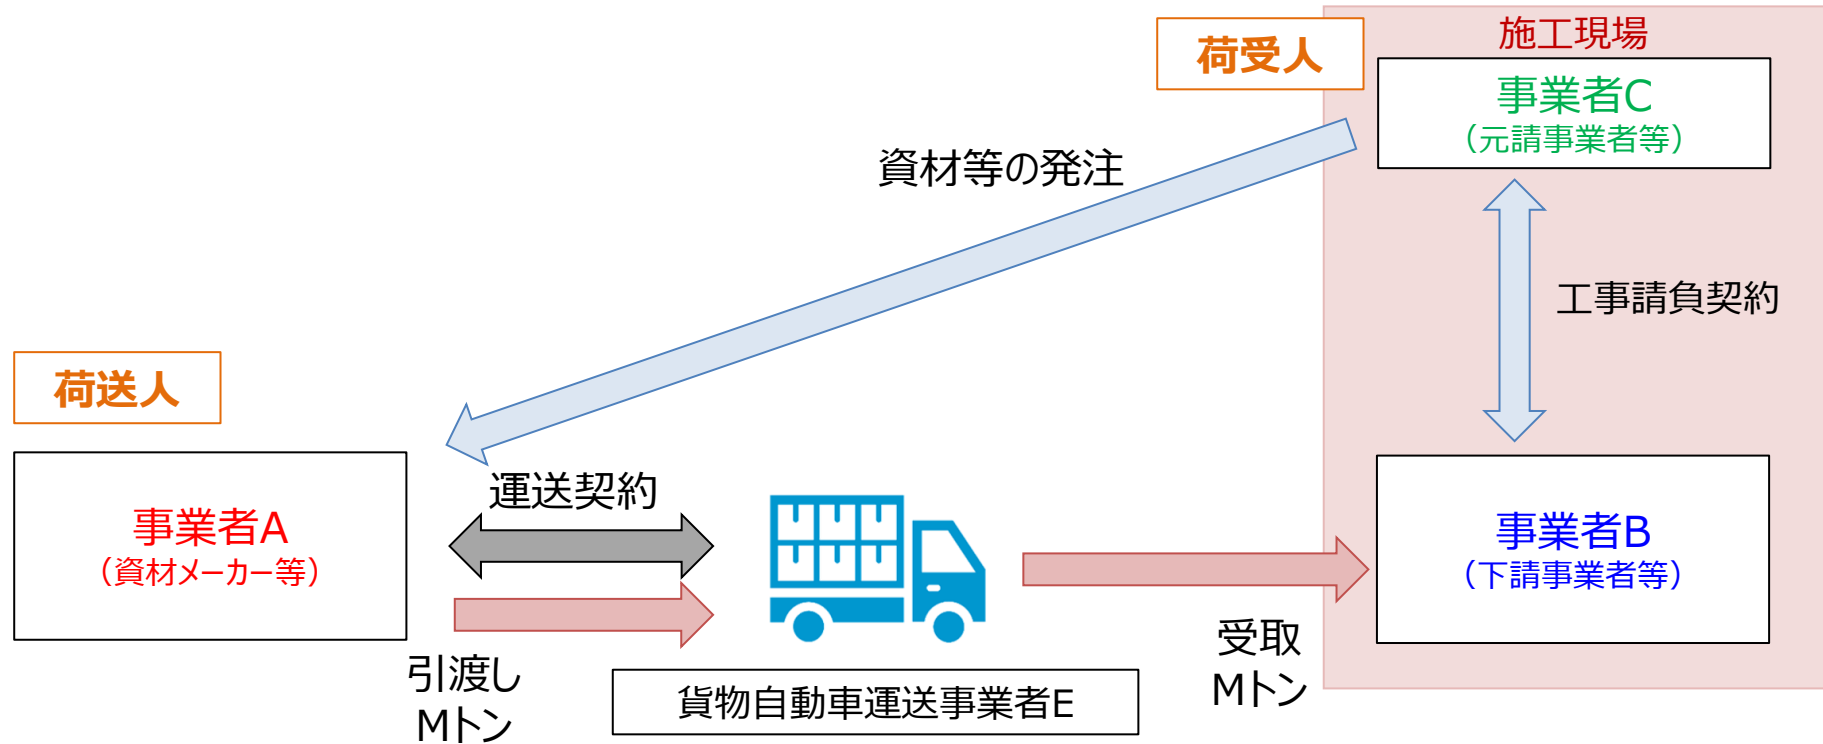 施工現場
荷受人
事業者C
（元請事業者等）
資材等の発注
工事請負契約
荷送人
事業者A
（資材メーカー等）
運送契約
引渡し
Mトン
貨物自動車運送事業者E
受取
Mトン
事業者B
（下請事業者等）